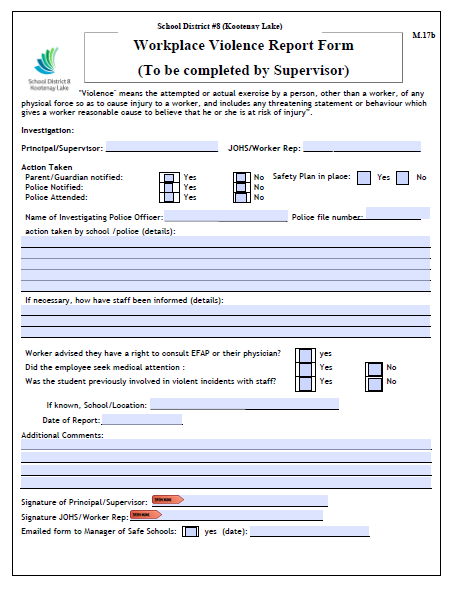 School District #8 (Kootenay Lake)
M.17b
Workplace Violence Report Form
(To be completed by Supervisor)
School District 8
Kootenay Lake
"Violence" means the attempted or actual exercise by a person, other than a worker, of any
physical force so as to cause injury to a worker, and includes any threatening statement or behaviour which
gives a worker reasonable cause to believe that he or she is at risk of injury".
Investigation:
Principal/Supervisor: JOHS/Worker Rep:
Action Taken
Parent/Guardian notified: Yes No Safety Plan in place: Yes No
Police Notified: Yes No
Police Attended: Yes No
Name of Investigating Police Officer: Police file number:
action taken by school /police (details):
If necessary, how have staff been informed (details):
Worker advised they have a right to consult EFAP or their physician? yes
Did the employee seek medical attention : Yes No
Was the student previously involved in violent incidents with staff? Yes No
If known, School/Location:
Date of Report:
Additional Comments:
Signature of Principal/Supervisor:
Signature JOHS/Worker Rep:
Emailed form to Manager of Safe Schools: yes (date):